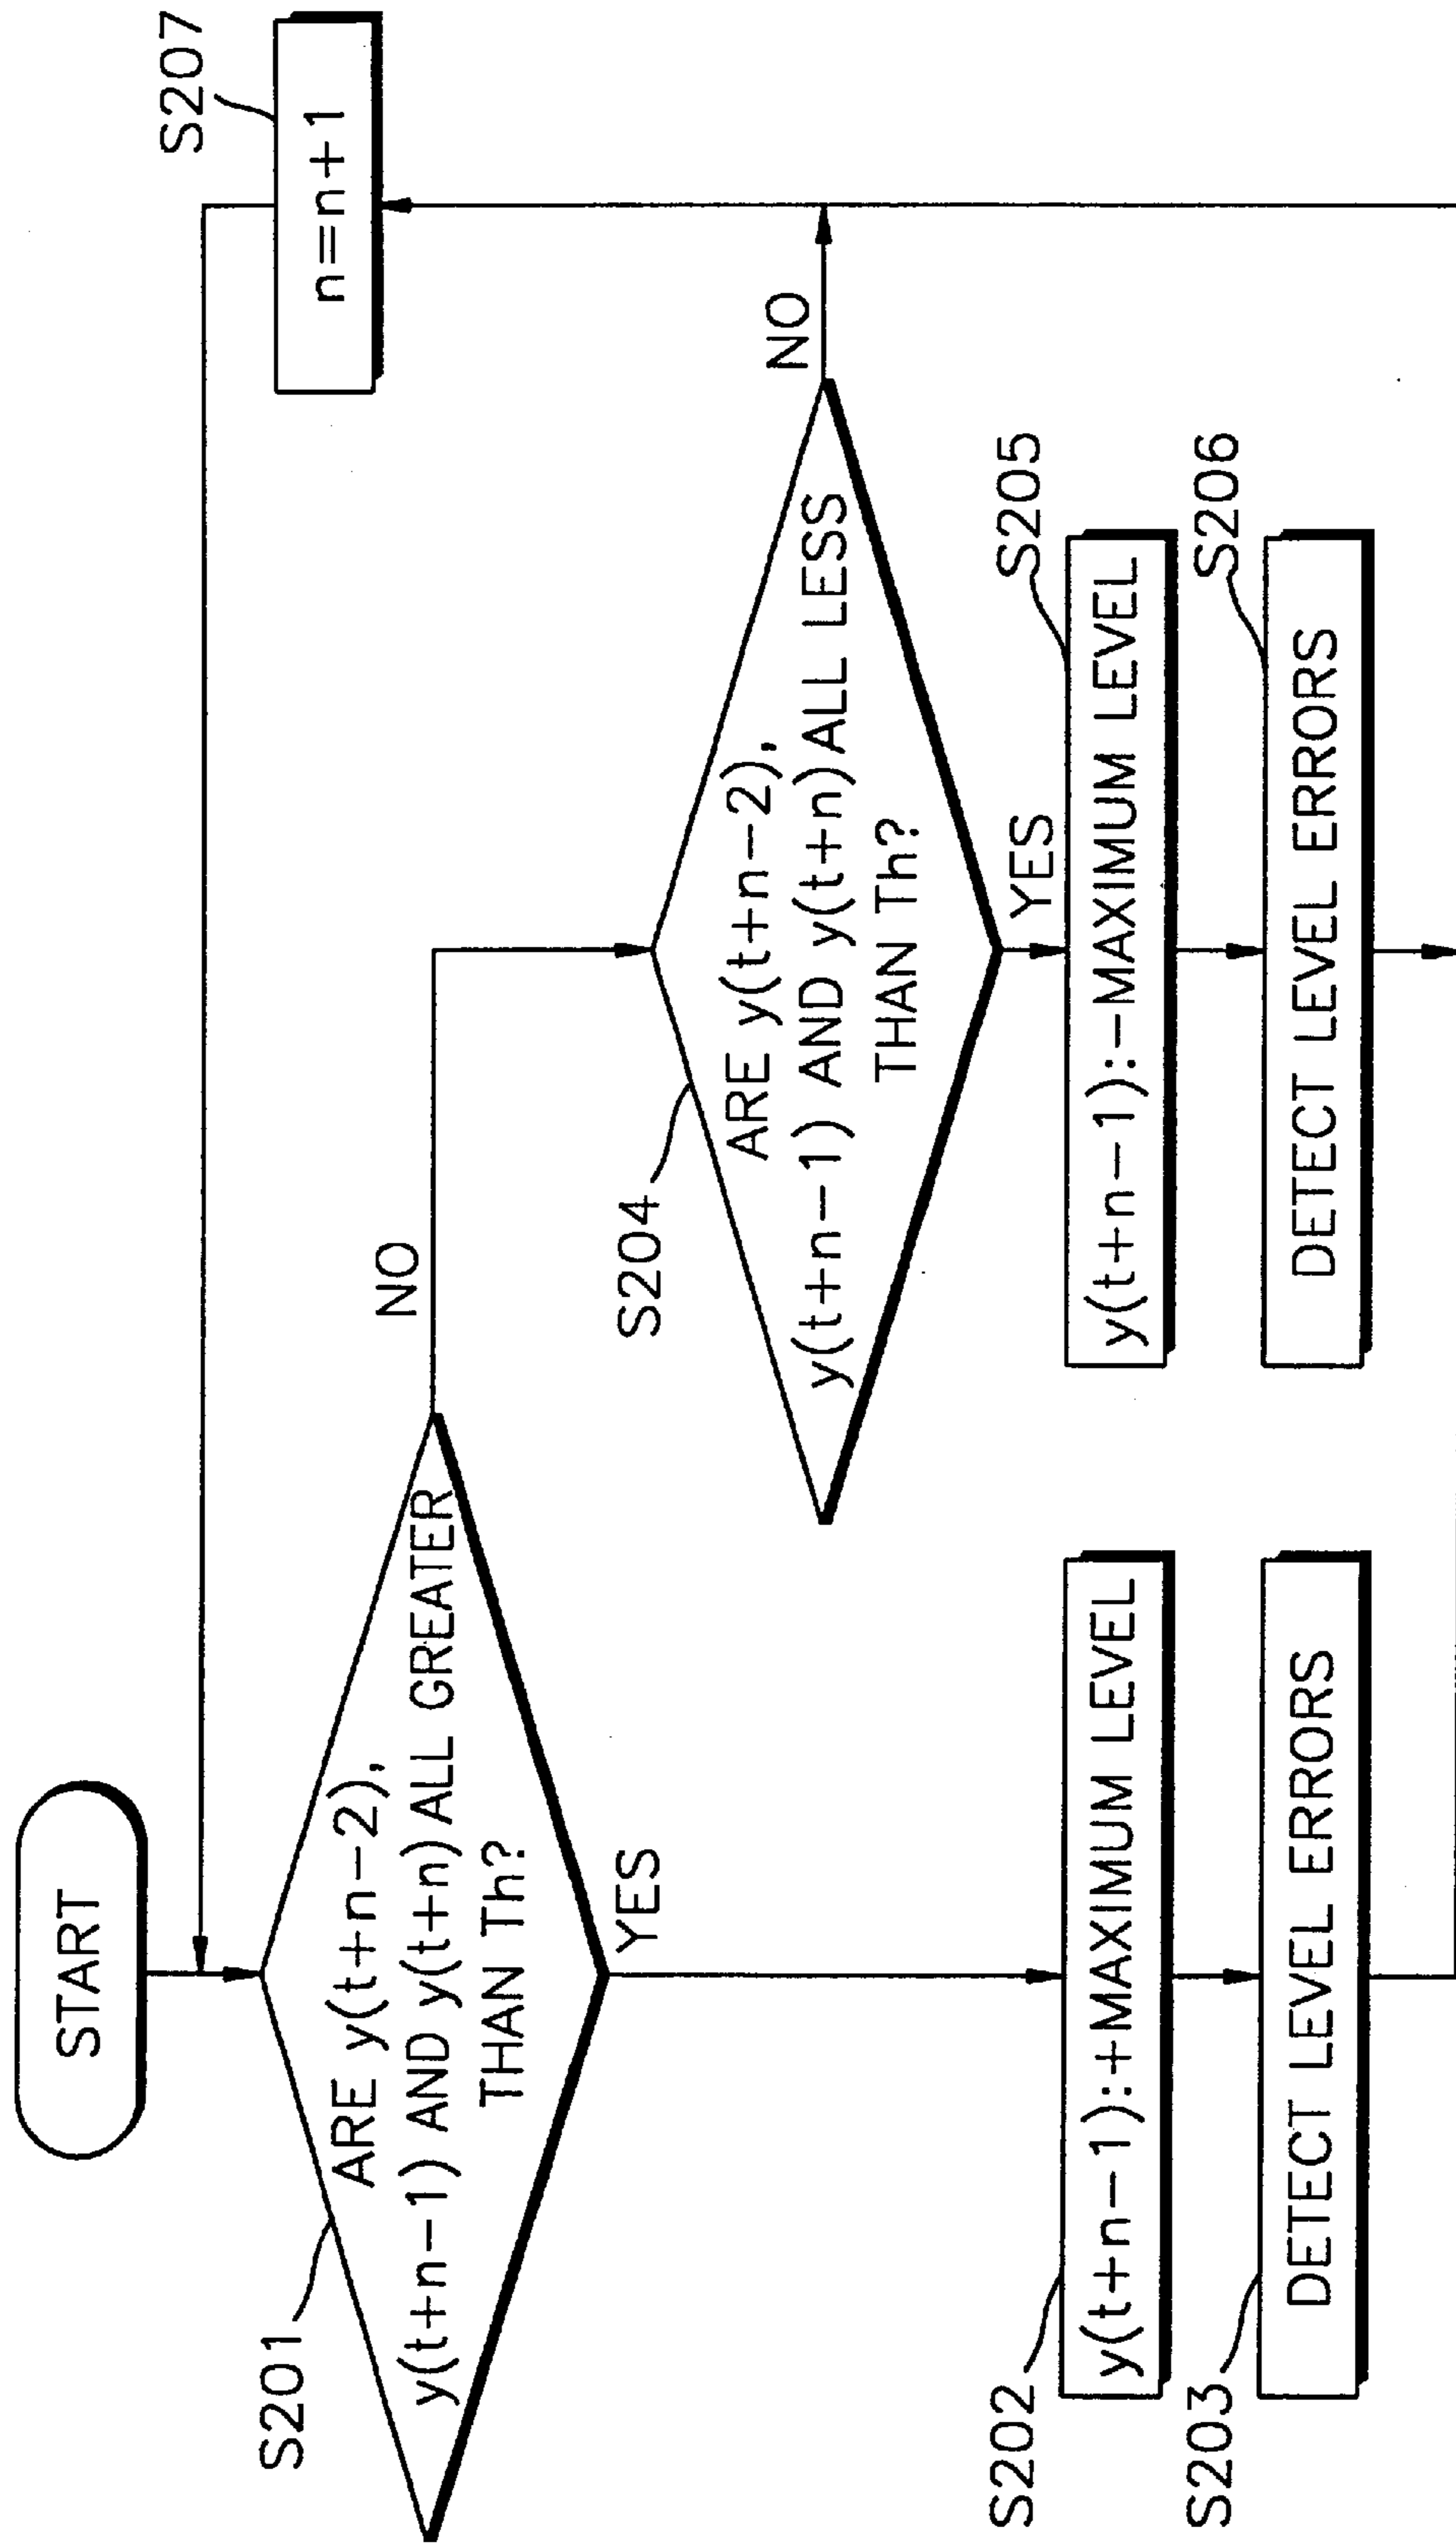 START
S201
ARE y(t+n-2),
y(t+n-1) AND y(t+n) ALL GREATER
THAN Th?
NO
YES
S202
y(t+n-1):+MAXIMUM LEVEL
S203
DETECT LEVEL ERRORS
S204
ARE y(t+n-2),
y(t+n-1) AND y(t+n) ALL LESS
THAN Th?
NO
YES
S205
y(t+n-1):-MAXIMUM LEVEL
S206
DETECT LEVEL ERRORS
S207
n=n+1